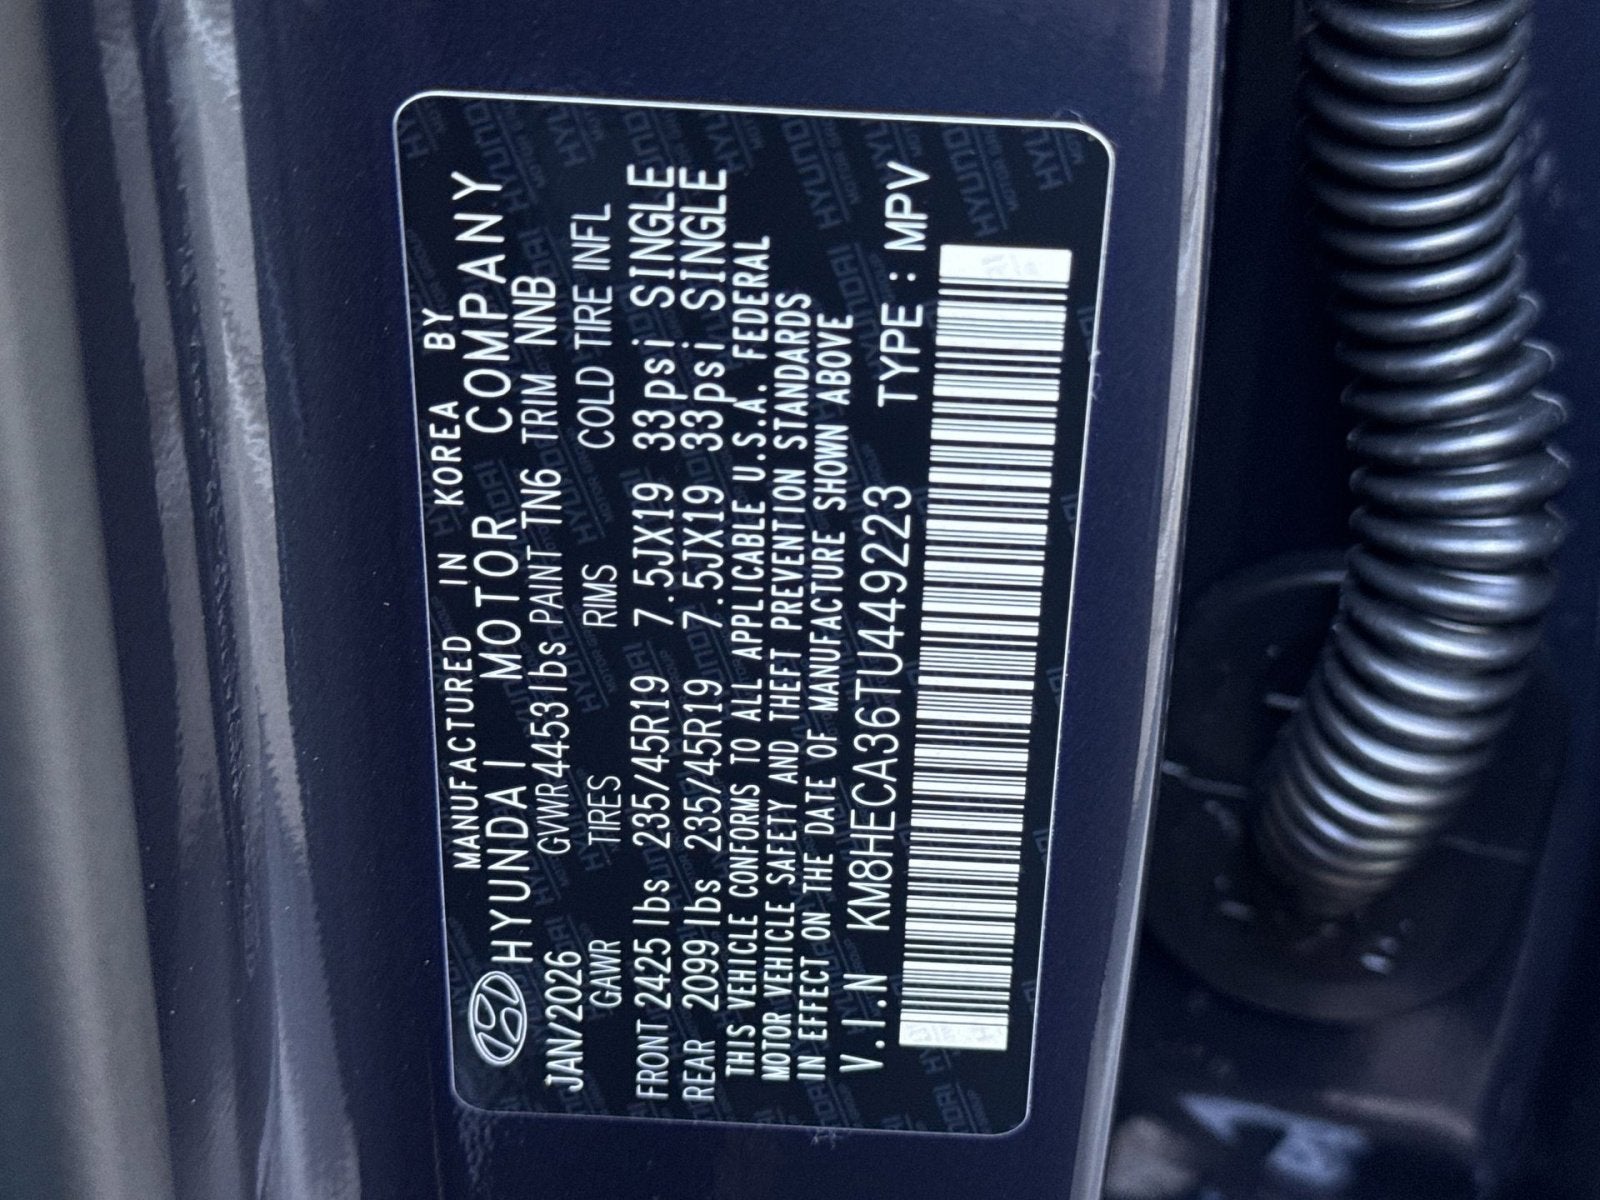 MANUFACTURED IN KOREA BY
HYUNDAI MOTOR COMPANY
JAN/2026 GVWR 4453 lbs PAINT TN6 TRIM NNB
GAWR TIRES RIMS COLD TIRE INFL
FRONT 2425 lbs 235/45R19 7.5JX19 33psi SINGLE
REAR 2099 lbs 235/45R19 7.5JX19 33psi SINGLE
THIS VEHICLE CONFORMS TO ALL APPLICABLE U.S.A. FEDERAL
MOTOR VEHICLE SAFETY AND THEFT PREVENTION STANDARDS
IN EFFECT ON THE DATE OF MANUFACTURE SHOWN ABOVE
V.I.N KM8HECA36TU449223 TYPE : MPV